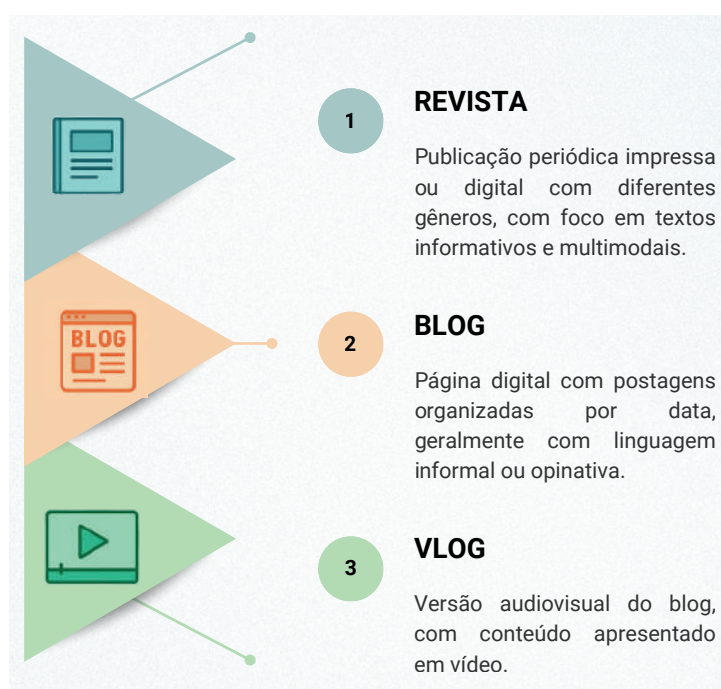 1
REVISTA
Publicação periódica impressa
ou digital com diferentes
gêneros, com foco em textos
informativos e multimodais.
BLOG
2
BLOG
Página digital com postagens
organizadas por data,
geralmente com linguagem
informal ou opinativa.
3
VLOG
Versão audiovisual do blog,
com conteúdo apresentado
em vídeo.